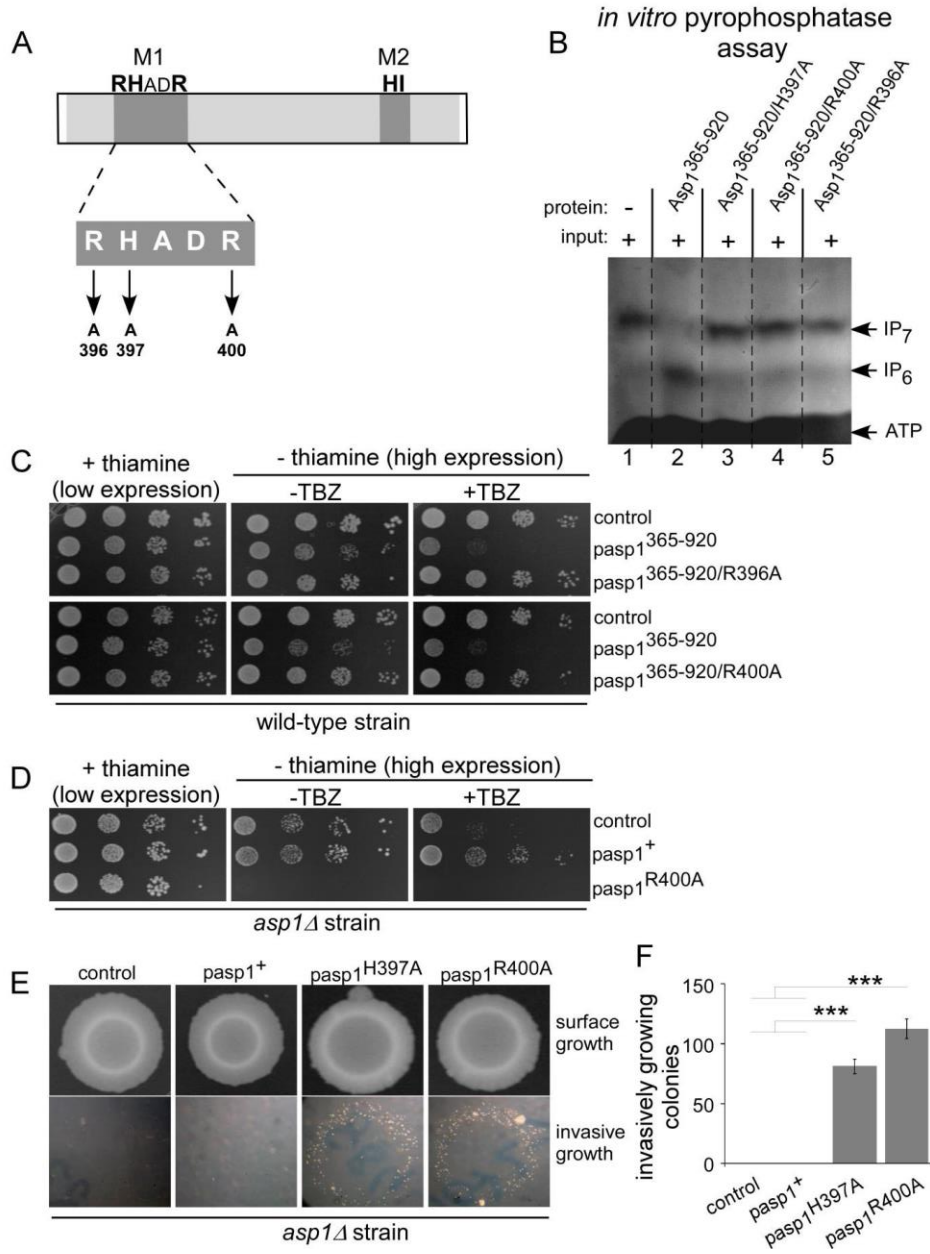 A
M1
RHADR
M2
HI
R H A D R
A
396
A
397
A
400
B
in vitro pyrophosphatase
assay
protein:
-
Asp1365-920
Asp1365-920/H397A
Asp1365-920/R400A
Asp1365-920/R396A
input: + + + + +
IP7
IP6
ATP
1 2 3 4 5
C
+ thiamine
(low expression)
- thiamine (high expression)
-TBZ
+TBZ
control
pasp1365-920
pasp1365-920/R396A
control
pasp1365-920
pasp1365-920/R400A
wild-type strain
D
+ thiamine
(low expression)
- thiamine (high expression)
-TBZ
+TBZ
control
pasp1+
pasp1R400A
asp1Δ strain
E
control
pasp1+
pasp1H397A
pasp1R400A
surface
growth
invasive
growth
asp1Δ strain
F
invasively growing
colonies
150
100
50
0
***
***
control
pasp1+
pasp1H397A
pasp1R400A